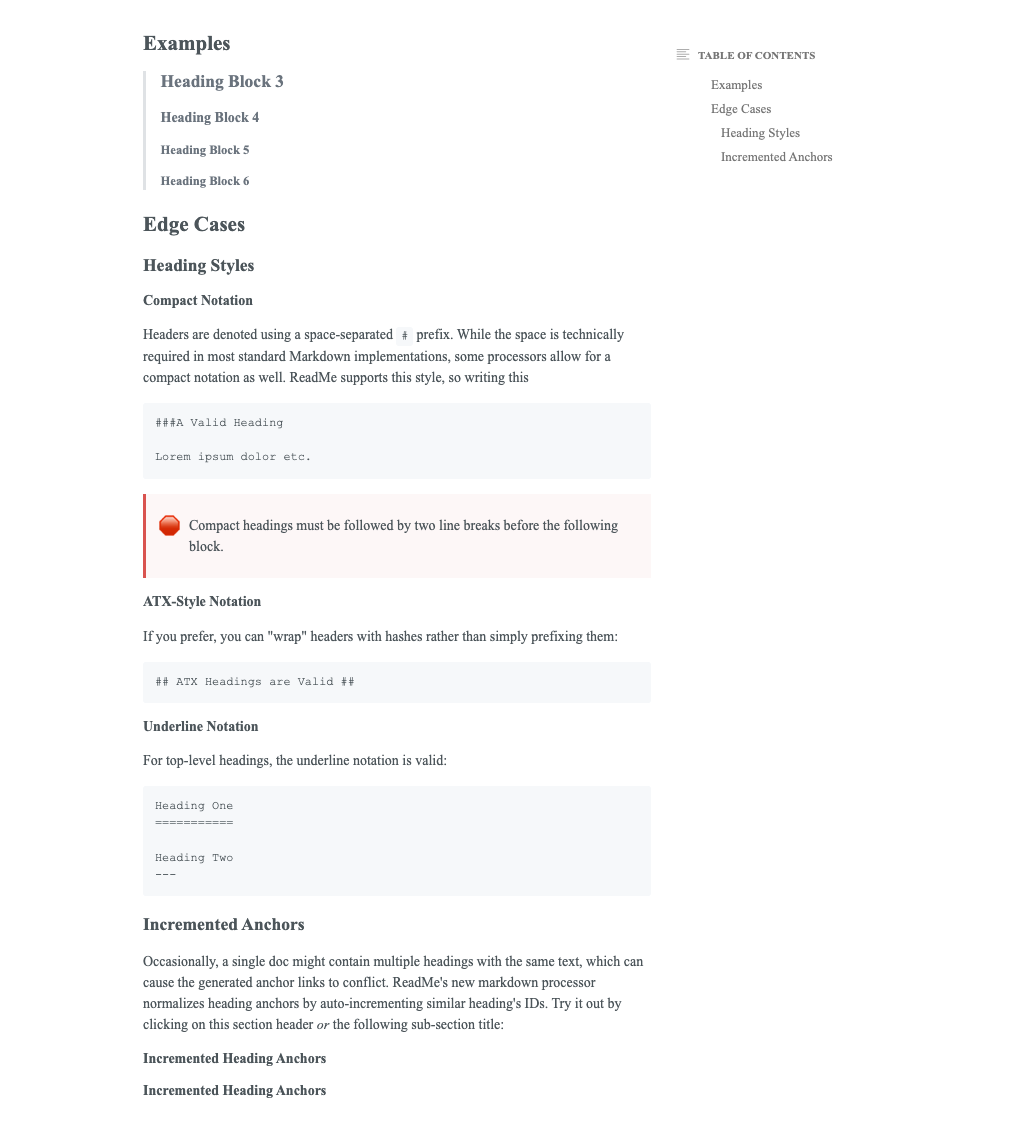 Examples
Heading Block 3
Heading Block 4
Heading Block 5
Heading Block 6
Edge Cases
Heading Styles
Compact Notation
Headers are denoted using a space-separated # prefix. While the space is technically
required in most standard Markdown implementations, some processors allow for a
compact notation as well. ReadMe supports this style, so writing this
###A Valid Heading
Lorem ipsum dolor etc.
Compact headings must be followed by two line breaks before the following
block.
ATX-Style Notation
If you prefer, you can "wrap" headers with hashes rather than simply prefixing them:
## ATX Headings are Valid ##
Underline Notation
For top-level headings, the underline notation is valid:
Heading One
===========
Heading Two
---
Incremented Anchors
Occasionally, a single doc might contain multiple headings with the same text, which can
cause the generated anchor links to conflict. ReadMe's new markdown processor
normalizes heading anchors by auto-incrementing similar heading's IDs. Try it out by
clicking on this section header or the following sub-section title:
Incremented Heading Anchors
Incremented Heading Anchors
TABLE OF CONTENTS
Examples
Edge Cases
Heading Styles
Incremented Anchors